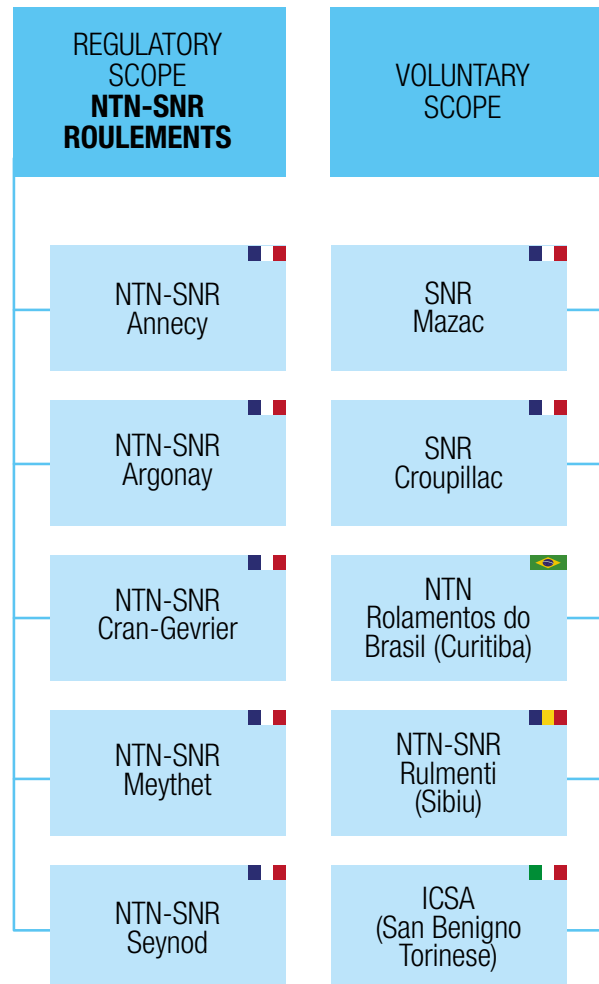 REGULATORY
SCOPE
NTN-SNR
ROULEMENTS
VOLUNTARY
SCOPE
NTN-SNR
Annecy
SNR
Mazac
NTN-SNR
Argonay
SNR
Croupillac
NTN-SNR
Cran-Gevrier
NTN
Rolamentos do
Brasil (Curitiba)
NTN-SNR
Meythet
NTN-SNR
Rulmenti
(Sibiu)
NTN-SNR
Seynod
ICSA
(San Benigno
Torinese)